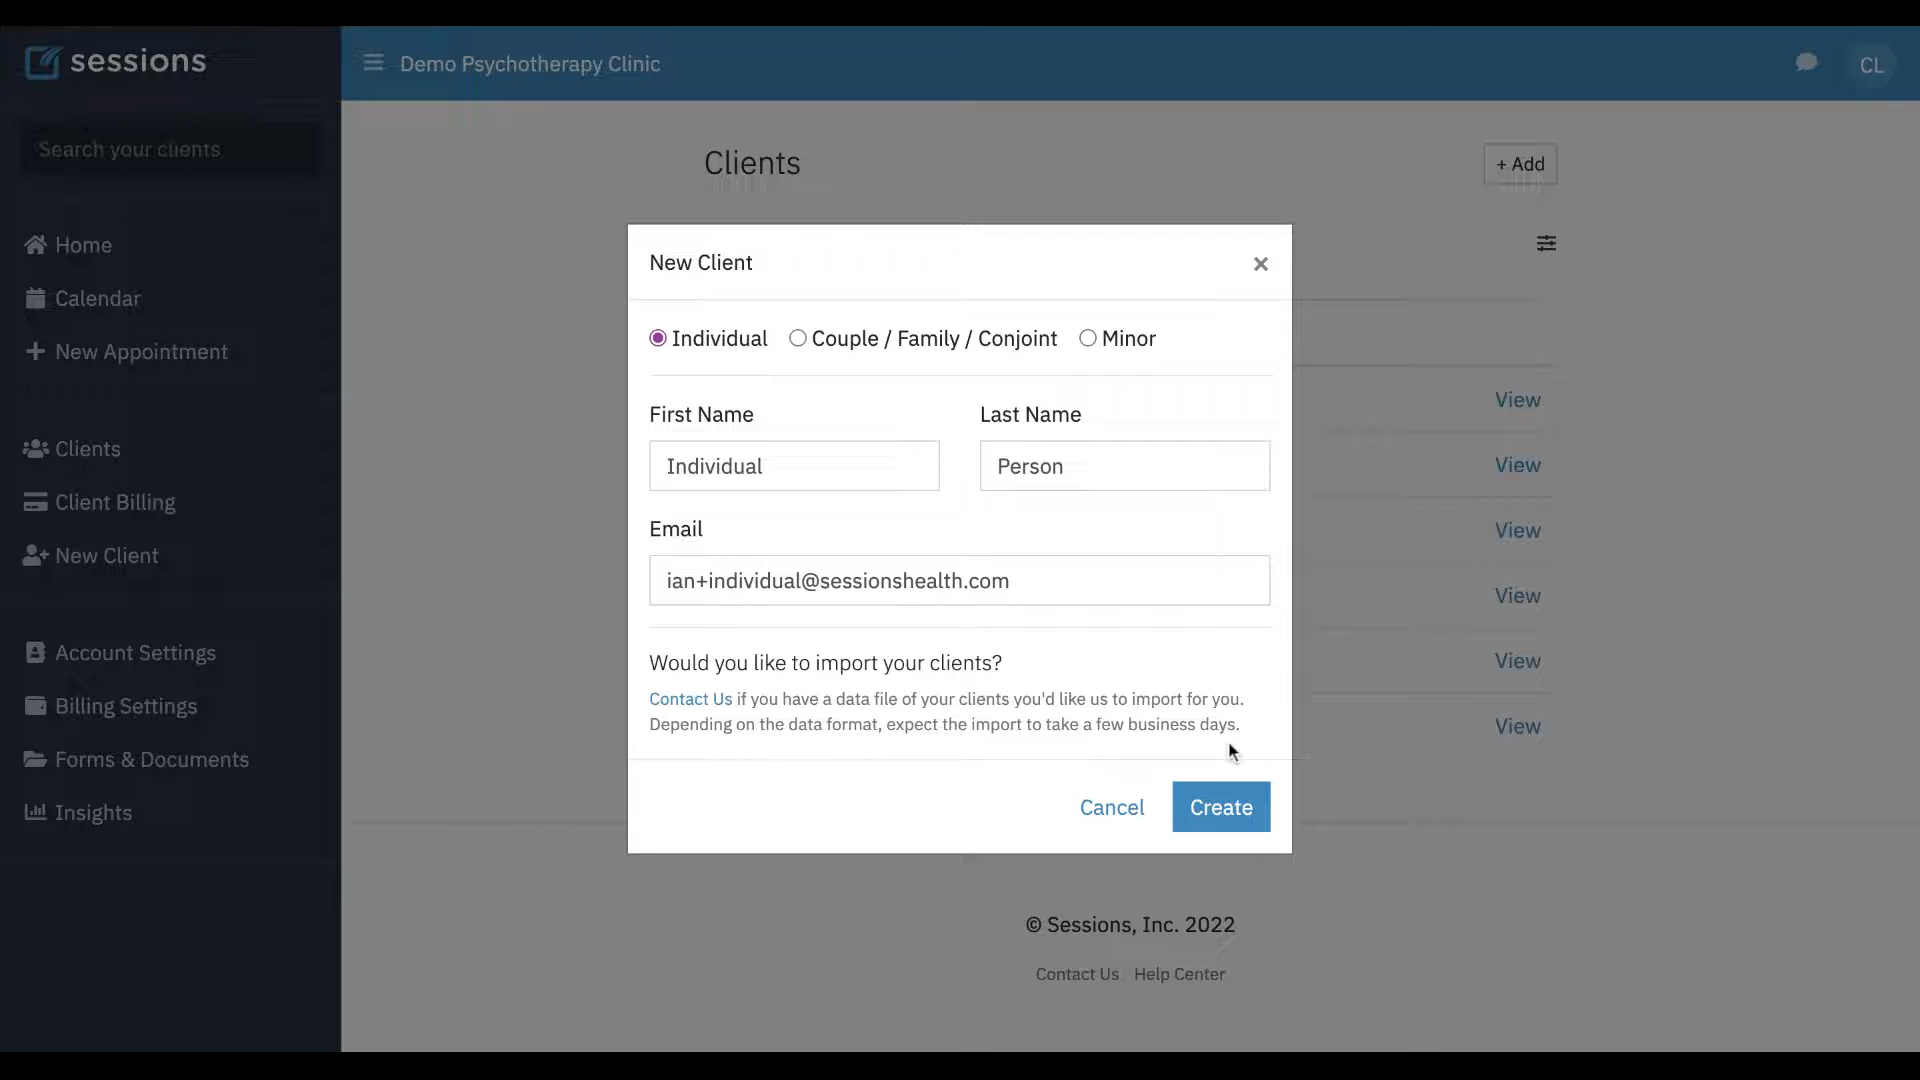 sessions
Demo Psychotherapy Clinic
CL
Search your clients
Home
Calendar
New Appointment
Clients
Client Billing
New Client
Account Settings
Billing Settings
Forms & Documents
Insights
Clients
+ Add
New Client
×
Individual Couple / Family / Conjoint Minor
First Name Last Name
Individual Person
Email
ian+individual@sessionshealth.com
Would you like to import your clients?
Contact Us if you have a data file of your clients you'd like us to import for you.
Depending on the data format, expect the import to take a few business days.
Cancel Create
View
View
View
View
View
View
© Sessions, Inc. 2022
Contact Us Help Center